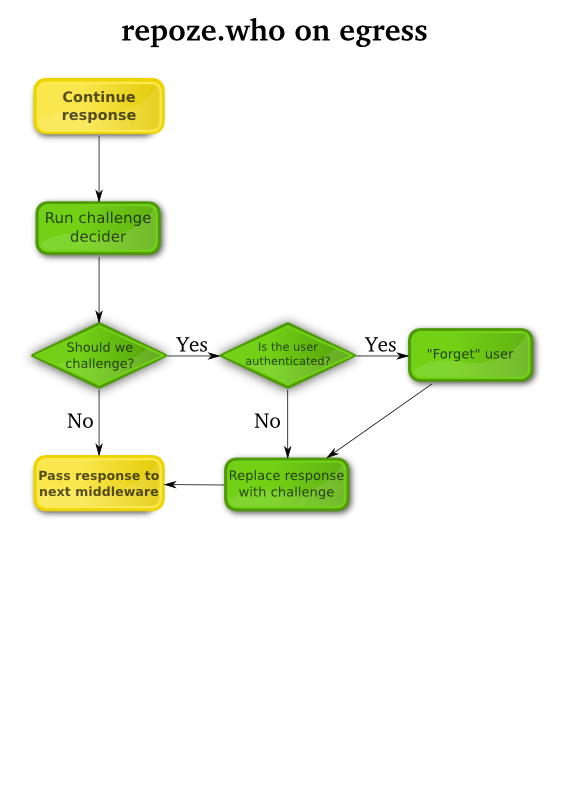 repoze.who on egress
Continue
response
Run challenge
decider
Should we
challenge?
Yes
Is the user
authenticated?
Yes
"Forget" user
No
No
Pass response to
next middleware
Replace response
with challenge